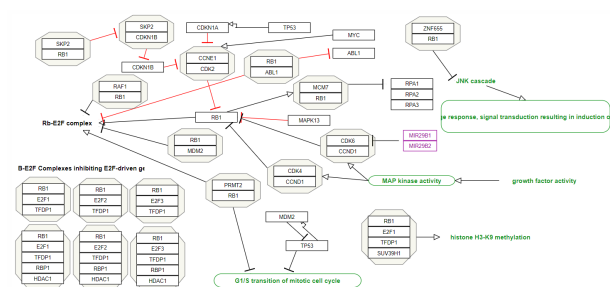 SKP2
CDKN1B
SKP2
RB1
CDKN1B
CDKN1A
TP53
MYC
CCNE1
CDK2
RB1
ABL1
ABL1
ZNF655
RB1
JNK cascade
ge response, signal transduction resulting in induction o
RAF1
RB1
MCM7
RB1
RPA1
RPA2
RPA3
Rb-E2F complex
RB1
MAPK13
RB1
MDM2
CDK6
CCND1
MIR29B1
MIR29B2
CDK4
CCND1
MAP kinase activity
growth factor activity
B-E2F Complexes inhibiting E2F-driven ge
PRMT2
RB1
RB1
E2F1
TFDP1
RB1
E2F2
TFDP1
RB1
E2F3
TFDP1
RB1
E2F1
TFDP1
RBP1
HDAC1
RB1
E2F2
TFDP1
RBP1
HDAC1
RB1
E2F3
TFDP1
RBP1
HDAC1
MDM2
TP53
RB1
E2F1
TFDP1
SUV39H1
histone H3-K9 methylation
G1/S transition of mitotic cell cycle